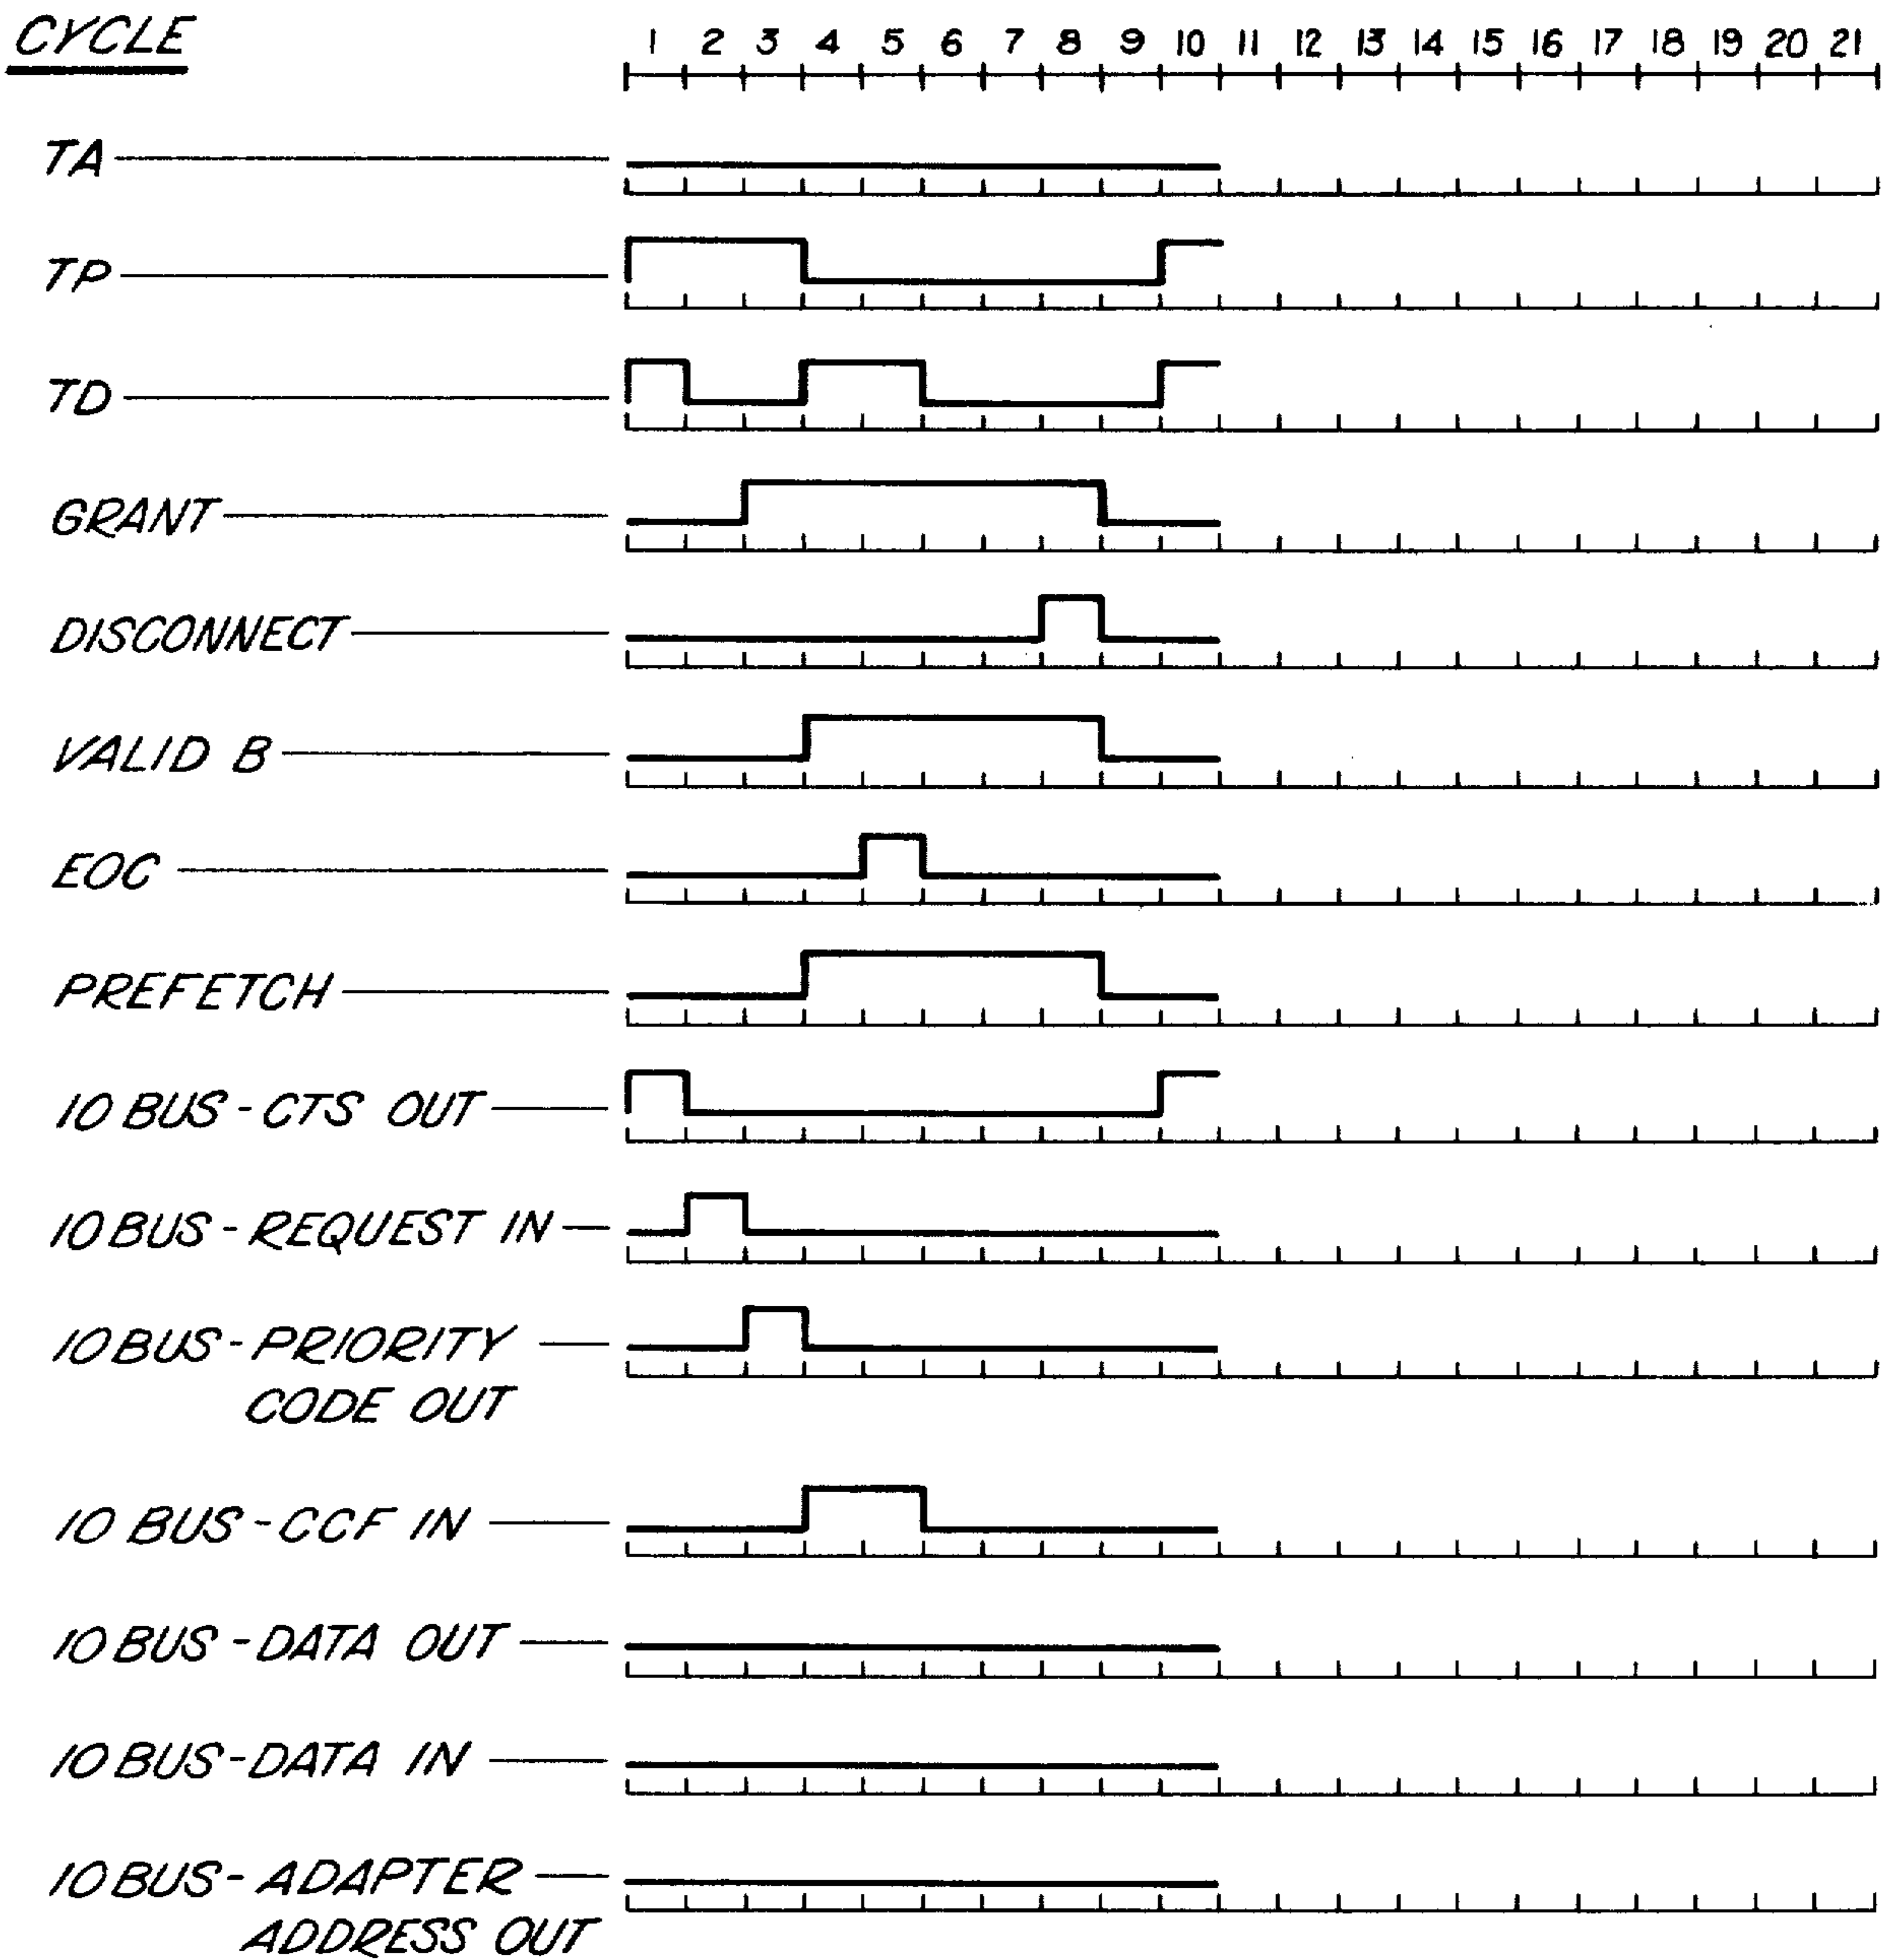 CYCLE 1 2 3 4 5 6 7 8 9 10 11 12 13 14 15 16 17 18 19 20 21
TA
TP
TD
GRANT
DISCONNECT
VALID B
EOC
PREFETCH
IO BUS - CTS OUT
IO BUS - REQUEST IN
IO BUS - PRIORITY
CODE OUT
IO BUS - CCF IN
IO BUS - DATA OUT
IO BUS - DATA IN
IO BUS - ADAPTER
ADDRESS OUT